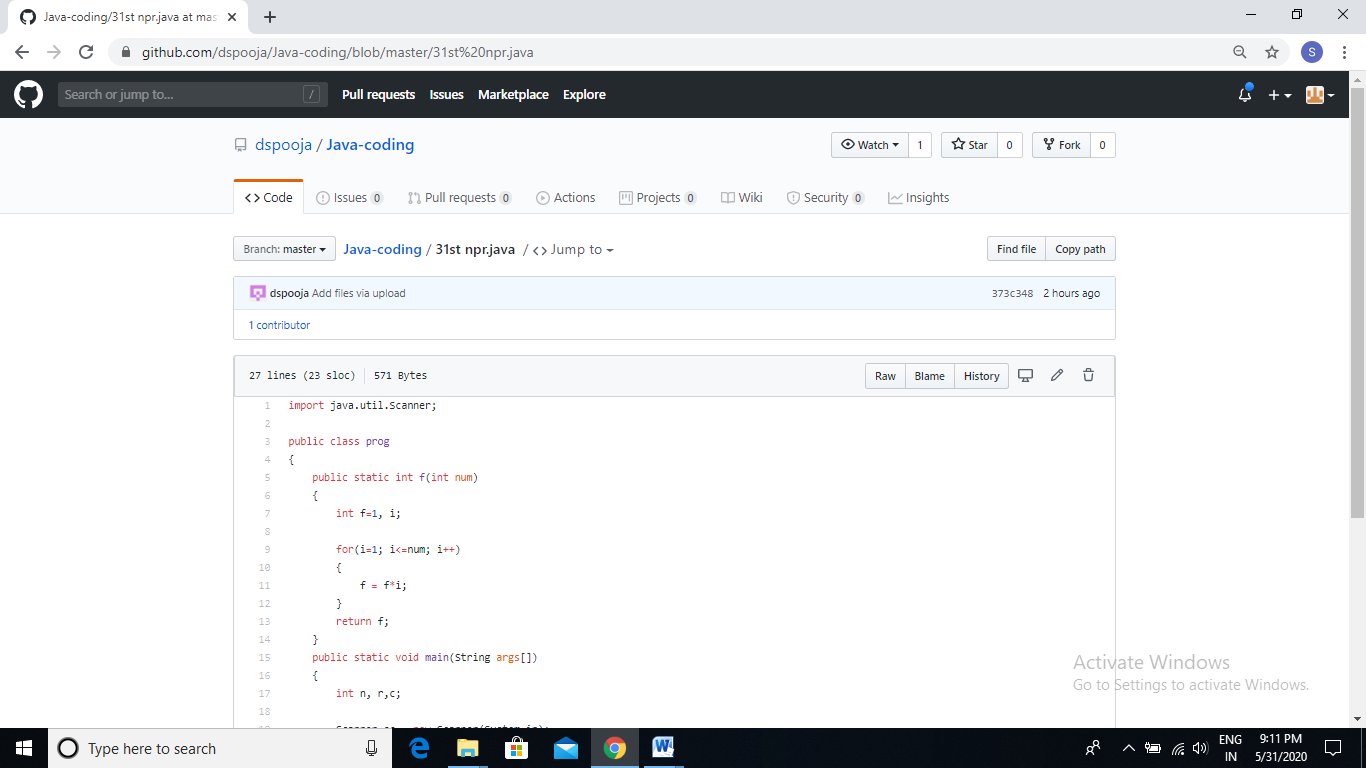 Java-coding/31st npr.java at mas
github.com/dspooja/Java-coding/blob/master/31st%20npr.java
S
Search or jump to...
/
Pull requests Issues Marketplace Explore
dspooja / Java-coding
Watch 1 Star 0 Fork 0
<> Code Issues 0 Pull requests 0 Actions Projects 0 Wiki Security 0 Insights
Branch: master Java-coding / 31st npr.java / <> Jump to Find file Copy path
dspooja Add files via upload 373c348 2 hours ago
1 contributor
27 lines (23 sloc) 571 Bytes Raw Blame History
1 import java.util.Scanner;
2
3 public class prog
4 {
5 public static int f(int num)
6 {
7 int f=1, i;
8
9 for(i=1; i<=num; i++)
10 {
11 f = f*i;
12 }
13 return f;
14 }
15 public static void main(String args[])
16 {
17 int n, r,c;
18
Activate Windows
Go to Settings to activate Windows.
Type here to search
ENG
IN
9:11 PM
5/31/2020